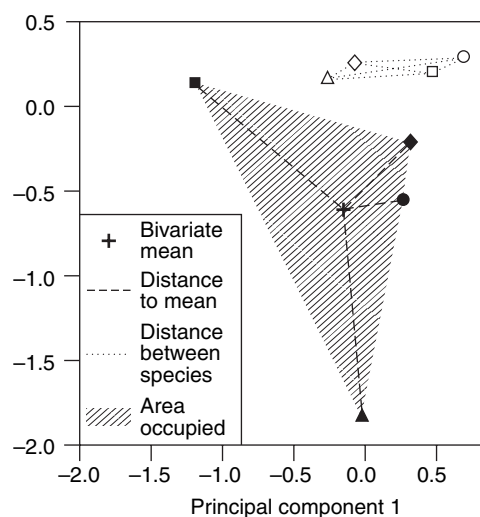 0.5
0.0
−0.5
−1.0
−1.5
−2.0
Bivariate
mean
Distance
to mean
Distance
between
species
Area
occupied
−2.0 −1.5 −1.0 −0.5 0.0 0.5
Principal component 1